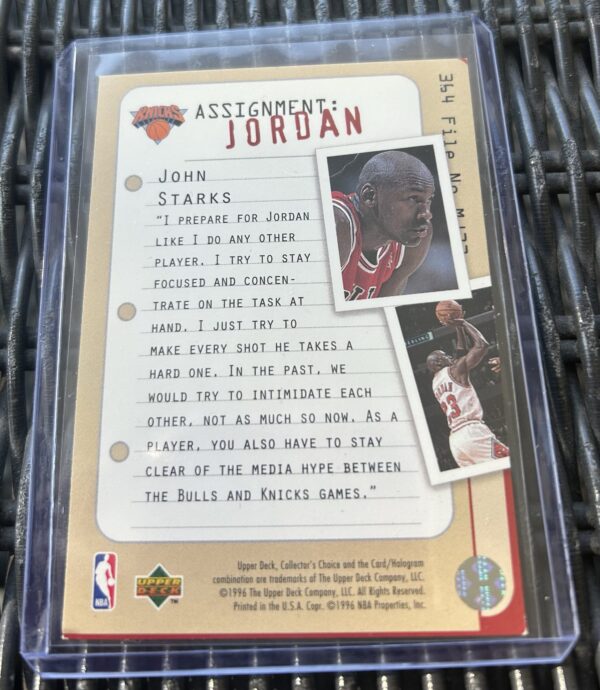 KNICKS
ASSIGNMENT:
JORDAN
364 File No.
JOHN
STARKS
"I PREPARE FOR JORDAN
LIKE I DO ANY OTHER
PLAYER. I TRY TO STAY
FOCUSED AND CONCEN-
TRATE ON THE TASK AT
HAND. I JUST TRY TO
MAKE EVERY SHOT HE TAKES A
HARD ONE. IN THE PAST, WE
WOULD TRY TO INTIMIDATE EACH
OTHER, NOT AS MUCH SO NOW. AS A
PLAYER, YOU ALSO HAVE TO STAY
CLEAR OF THE MEDIA HYPE BETWEEN
THE BULLS AND KNICKS GAMES."
JORDAN
23
NBA
UPPER
DECK
TM
Upper Deck, Collector's Choice and the Card/Hologram
combination are trademarks of The Upper Deck Company, LLC.
©1996 The Upper Deck Company, LLC. All Rights Reserved.
Printed in the U.S.A. Copr. ©1996 NBA Properties, Inc.